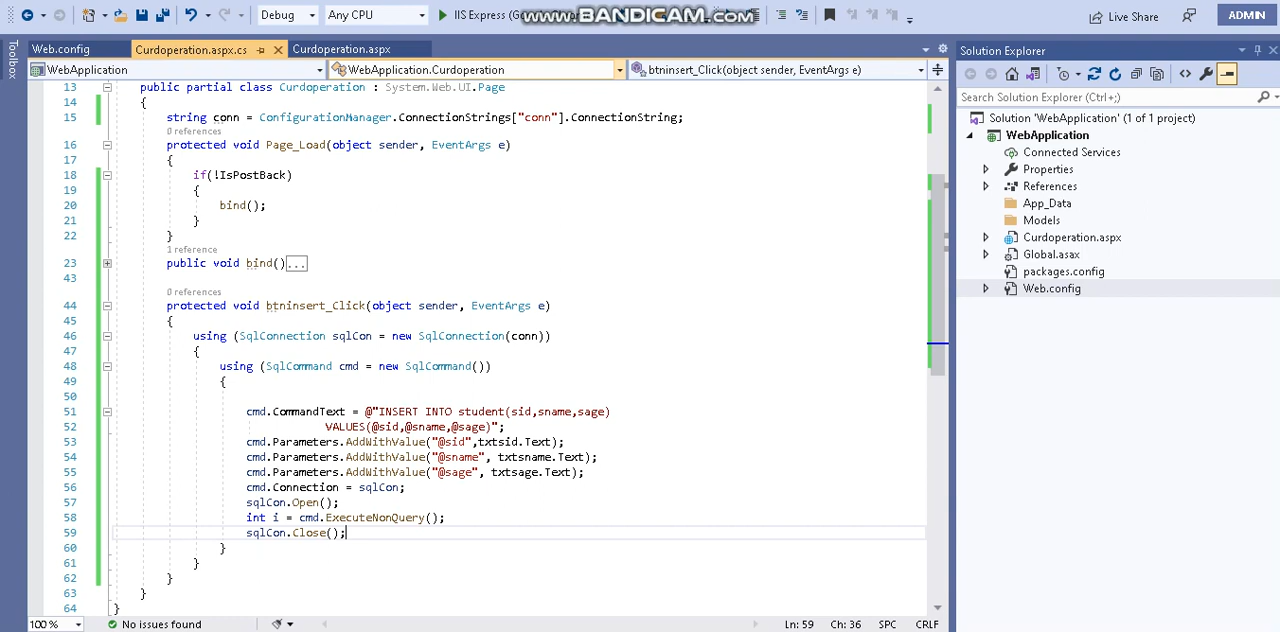 Debug
Any CPU
IIS Express (G
www.BANDICAM.com
Live Share
ADMIN
Toolbox
Web.config
Curdoperation.aspx.cs
Curdoperation.aspx
Solution Explorer
WebApplication
WebApplication.Curdoperation
btninsert_Click(object sender, EventArgs e)
Search Solution Explorer (Ctrl+;)
13 public partial class Curdoperation : System.Web.UI.Page
14 {
15 string conn = ConfigurationManager.ConnectionStrings["conn"].ConnectionString;
0 references
16 protected void Page_Load(object sender, EventArgs e)
17 {
18 if(!IsPostBack)
19 {
20 bind();
21 }
22 }
1 reference
23 public void bind()...
43
0 references
44 protected void btninsert_Click(object sender, EventArgs e)
45 {
46 using (SqlConnection sqlCon = new SqlConnection(conn))
47 {
48 using (SqlCommand cmd = new SqlCommand())
49 {
50
51 cmd.CommandText = @"INSERT INTO student(sid,sname,sage)
52 VALUES(@sid,@sname,@sage)";
53 cmd.Parameters.AddWithValue("@sid",txtsid.Text);
54 cmd.Parameters.AddWithValue("@sname", txtsname.Text);
55 cmd.Parameters.AddWithValue("@sage", txtsage.Text);
56 cmd.Connection = sqlCon;
57 sqlCon.Open();
58 int i = cmd.ExecuteNonQuery();
59 sqlCon.Close();
60 }
61 }
62 }
63 }
64 }
Solution 'WebApplication' (1 of 1 project)
WebApplication
Connected Services
Properties
References
App_Data
Models
Curdoperation.aspx
Global.asax
packages.config
Web.config
100 %
No issues found
Ln: 59
Ch: 36
SPC
CRLF